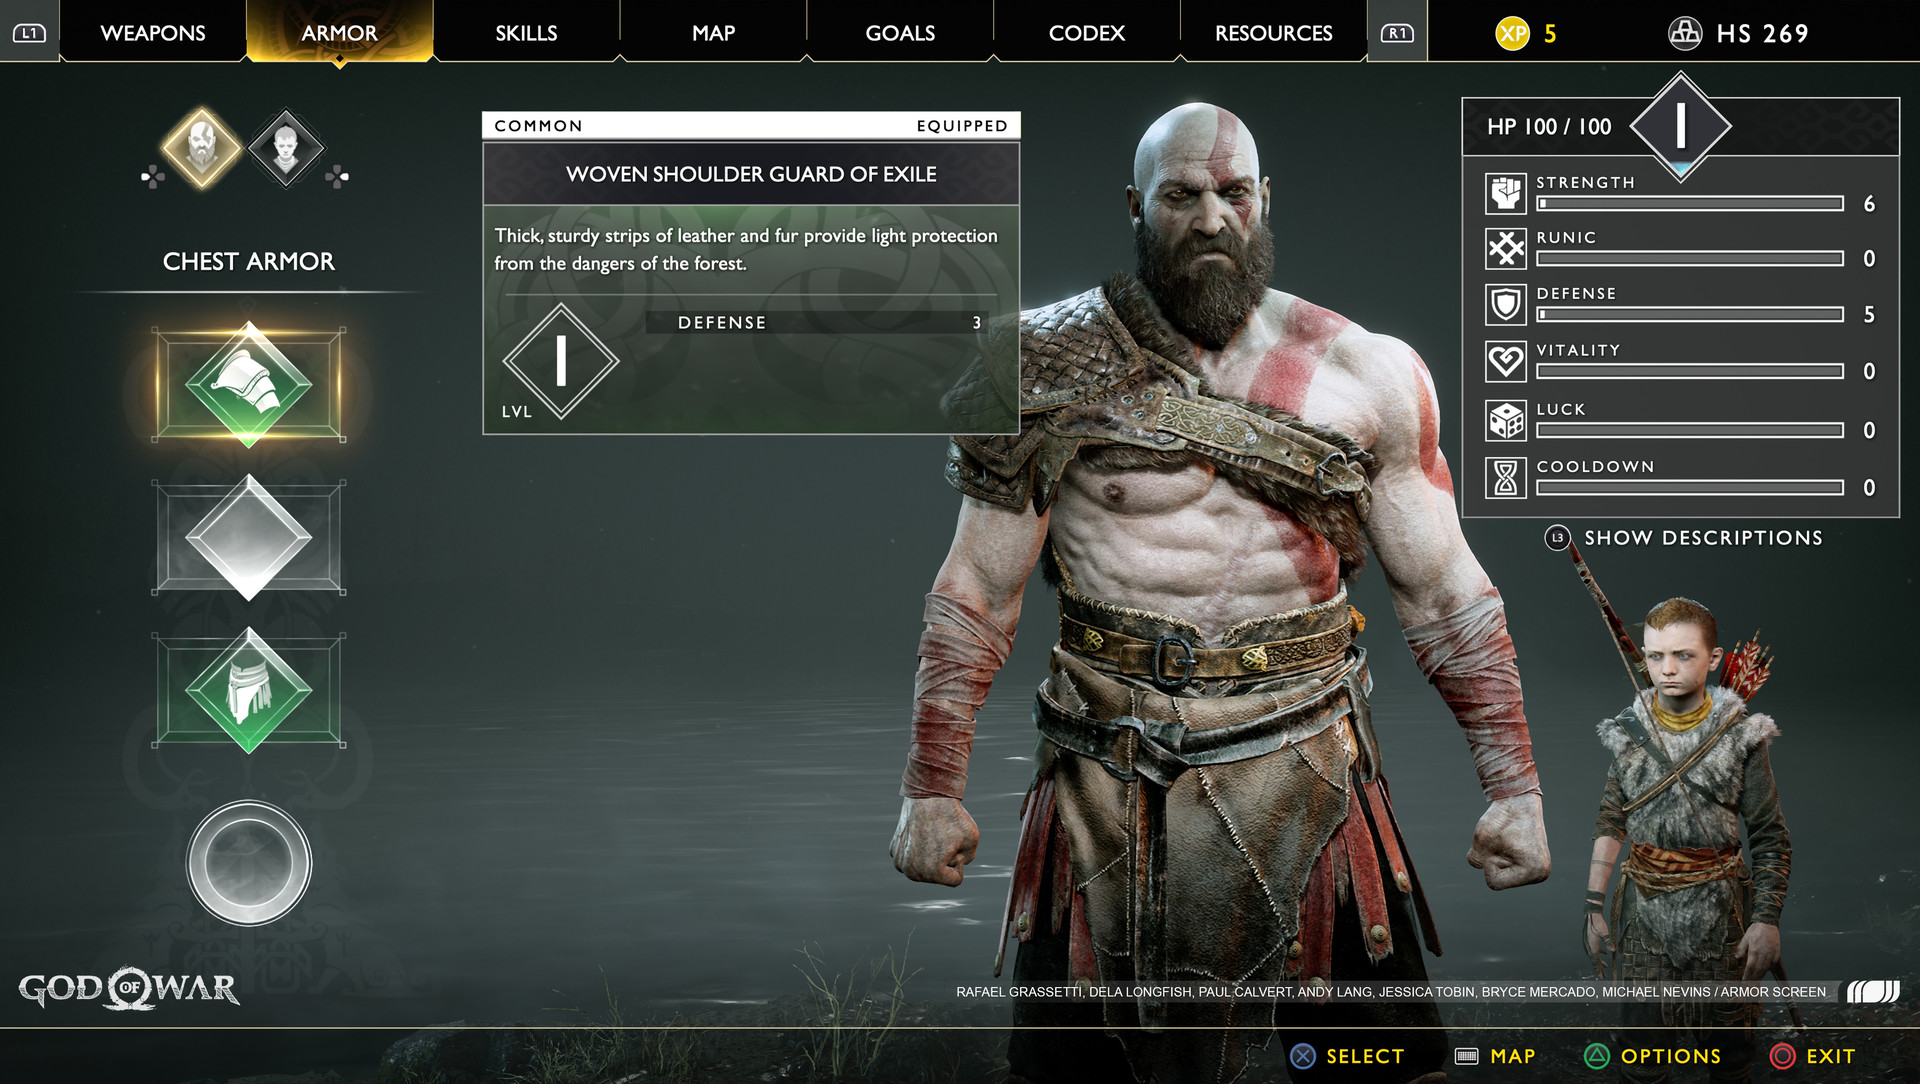 L1 WEAPONS ARMOR SKILLS MAP GOALS CODEX RESOURCES R1 XP 5 HS 269
COMMON EQUIPPED
WOVEN SHOULDER GUARD OF EXILE
Thick, sturdy strips of leather and fur provide light protection
from the dangers of the forest.
DEFENSE 3
I
LVL
CHEST ARMOR
HP 100 / 100 I
STRENGTH 6
RUNIC 0
DEFENSE 5
VITALITY 0
LUCK 0
COOLDOWN 0
L3 SHOW DESCRIPTIONS
GOD OF WAR
RAFAEL GRASSETTI, DELA LONGFISH, PAUL CALVERT, ANDY LANG, JESSICA TOBIN, BRYCE MERCADO, MICHAEL NEVINS / ARMOR SCREEN
SELECT MAP OPTIONS EXIT